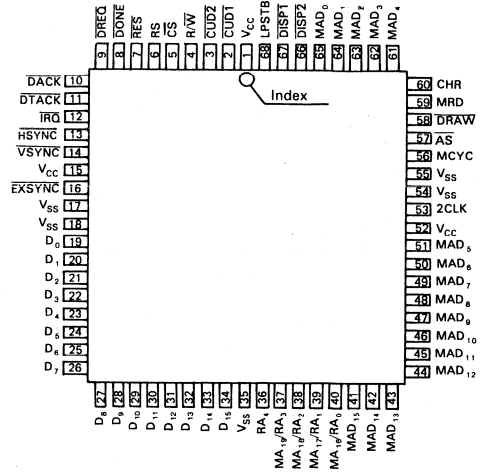 DREQ DONE RES RS CS R/W CUD2 CUD1 VCC LPSTB DISP1 DISP2 MAD0 MAD1 MAD2 MAD3 MAD4
9 8 7 6 5 4 3 2 1 68 67 66 65 64 63 62 61
Index
DACK 10
DTACK 11
IRQ 12
HSYNC 13
VSYNC 14
VCC 15
EXSYNC 16
VSS 17
VSS 18
D0 19
D1 20
D2 21
D3 22
D4 23
D5 24
D6 25
D7 26
60 CHR
59 MRD
58 DRAW
57 AS
56 MCYC
55 VSS
54 VSS
53 2CLK
52 VCC
51 MAD5
50 MAD6
49 MAD7
48 MAD8
47 MAD9
46 MAD10
45 MAD11
44 MAD12
27 28 29 30 31 32 33 34 35 36 37 38 39 40 41 42 43
D8 D9 D10 D11 D12 D13 D14 D15 VSS RA4 MA19/RA3 MA18/RA2 MA17/RA1 MA16/RA0 MAD15 MAD14 MAD13